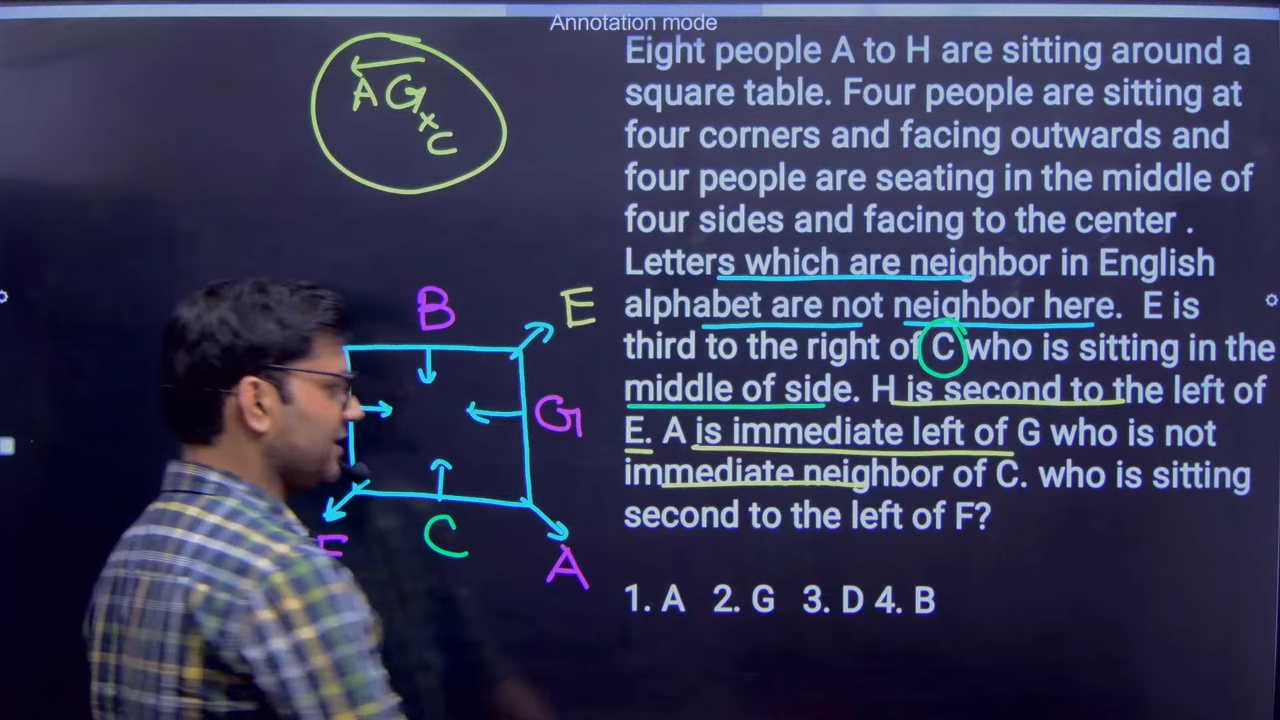 Annotation mode
Eight people A to H are sitting around a
square table. Four people are sitting at
four corners and facing outwards and
four people are seating in the middle of
four sides and facing to the center .
Letters which are neighbor in English
alphabet are not neighbor here. E is
third to the right of C who is sitting in the
middle of side. H is second to the left of
E. A is immediate left of G who is not
immediate neighbor of C. who is sitting
second to the left of F?
1. A 2. G 3. D 4. B
A G
x
C
B
E
G
C
A